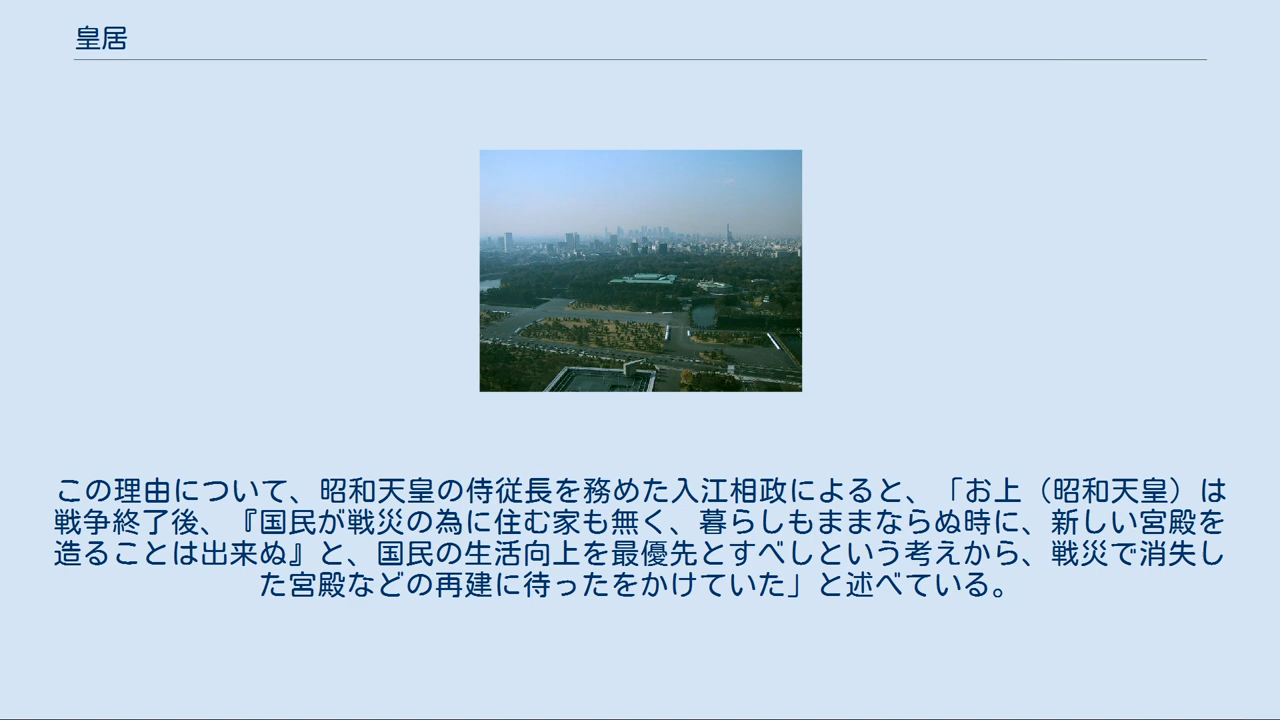 皇居
この理由について、昭和天皇の侍従長を務めた入江相政によると、「お上（昭和天皇）は
戦争終了後、『国民が戦災の為に住む家も無く、暮らしもままならぬ時に、新しい宮殿を
造ることは出来ぬ』と、国民の生活向上を最優先とすべしという考えから、戦災で消失し
た宮殿などの再建に待ったをかけていた」と述べている。